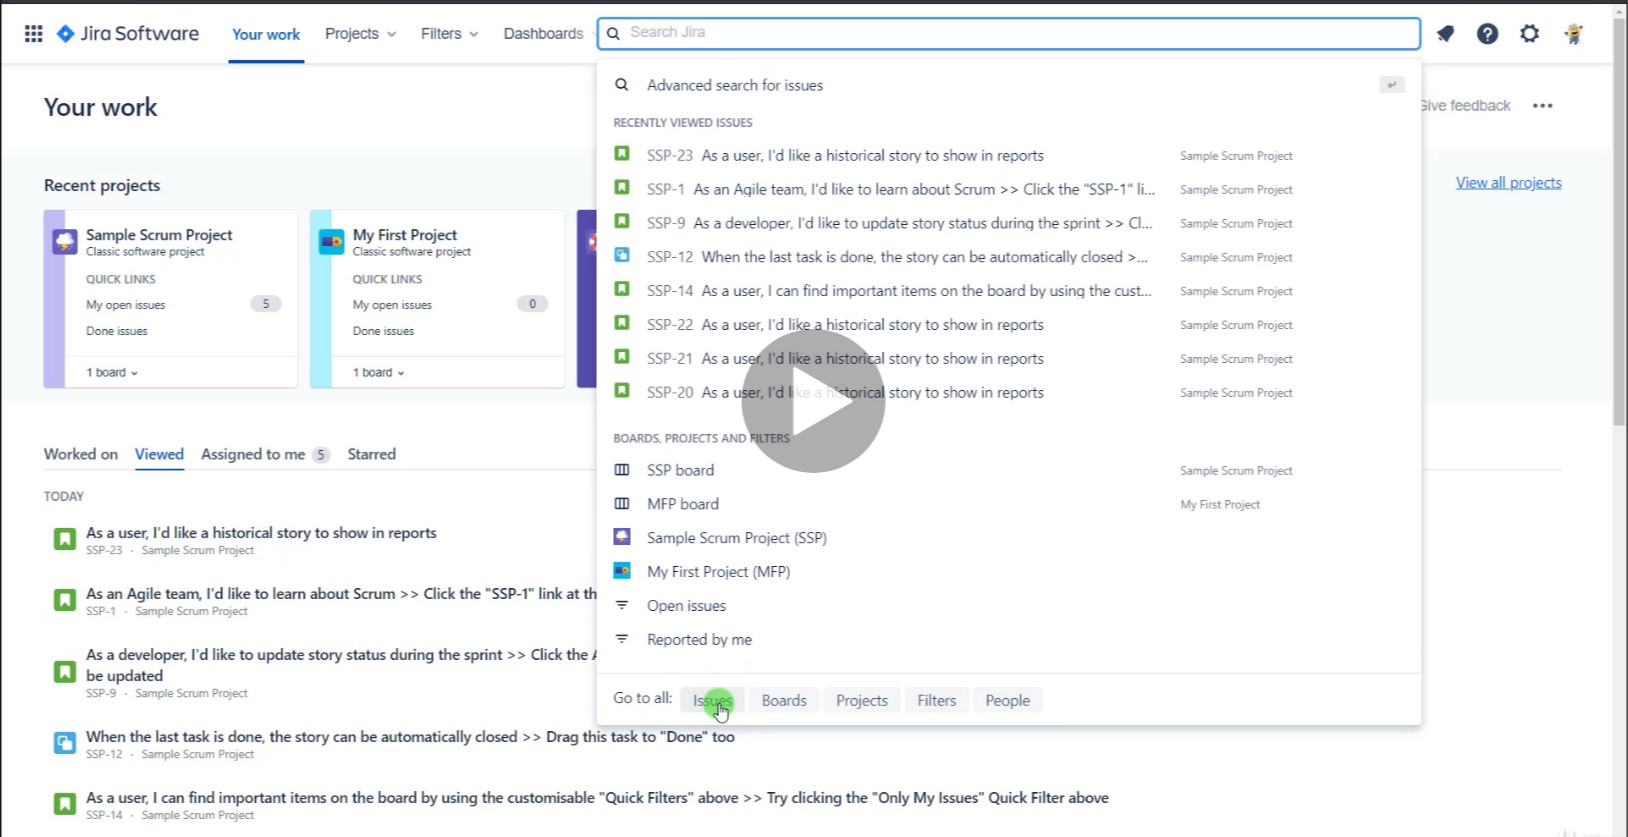 Jira Software
Your work
Projects
Filters
Dashboards
Search Jira
Your work
Give feedback
Advanced search for issues
RECENTLY VIEWED ISSUES
SSP-23 As a user, I'd like a historical story to show in reports Sample Scrum Project
SSP-1 As an Agile team, I'd like to learn about Scrum >> Click the "SSP-1" li... Sample Scrum Project
SSP-9 As a developer, I'd like to update story status during the sprint >> Cl... Sample Scrum Project
SSP-12 When the last task is done, the story can be automatically closed >... Sample Scrum Project
SSP-14 As a user, I can find important items on the board by using the cust... Sample Scrum Project
SSP-22 As a user, I'd like a historical story to show in reports Sample Scrum Project
SSP-21 As a user, I'd like a historical story to show in reports Sample Scrum Project
SSP-20 As a user, I'd like a historical story to show in reports Sample Scrum Project
BOARDS, PROJECTS AND FILTERS
SSP board Sample Scrum Project
MFP board My First Project
Sample Scrum Project (SSP)
My First Project (MFP)
Open issues
Reported by me
Go to all: Issues Boards Projects Filters People
Recent projects
View all projects
Sample Scrum Project
Classic software project
QUICK LINKS
My open issues 5
Done issues
1 board
My First Project
Classic software project
QUICK LINKS
My open issues 0
Done issues
1 board
Worked on Viewed Assigned to me 5 Starred
TODAY
As a user, I'd like a historical story to show in reports
SSP-23 · Sample Scrum Project
As an Agile team, I'd like to learn about Scrum >> Click the "SSP-1" link at th
SSP-1 · Sample Scrum Project
As a developer, I'd like to update story status during the sprint >> Click the
be updated
SSP-9 · Sample Scrum Project
When the last task is done, the story can be automatically closed >> Drag this task to "Done" too
SSP-12 · Sample Scrum Project
As a user, I can find important items on the board by using the customisable "Quick Filters" above >> Try clicking the "Only My Issues" Quick Filter above
SSP-14 · Sample Scrum Project